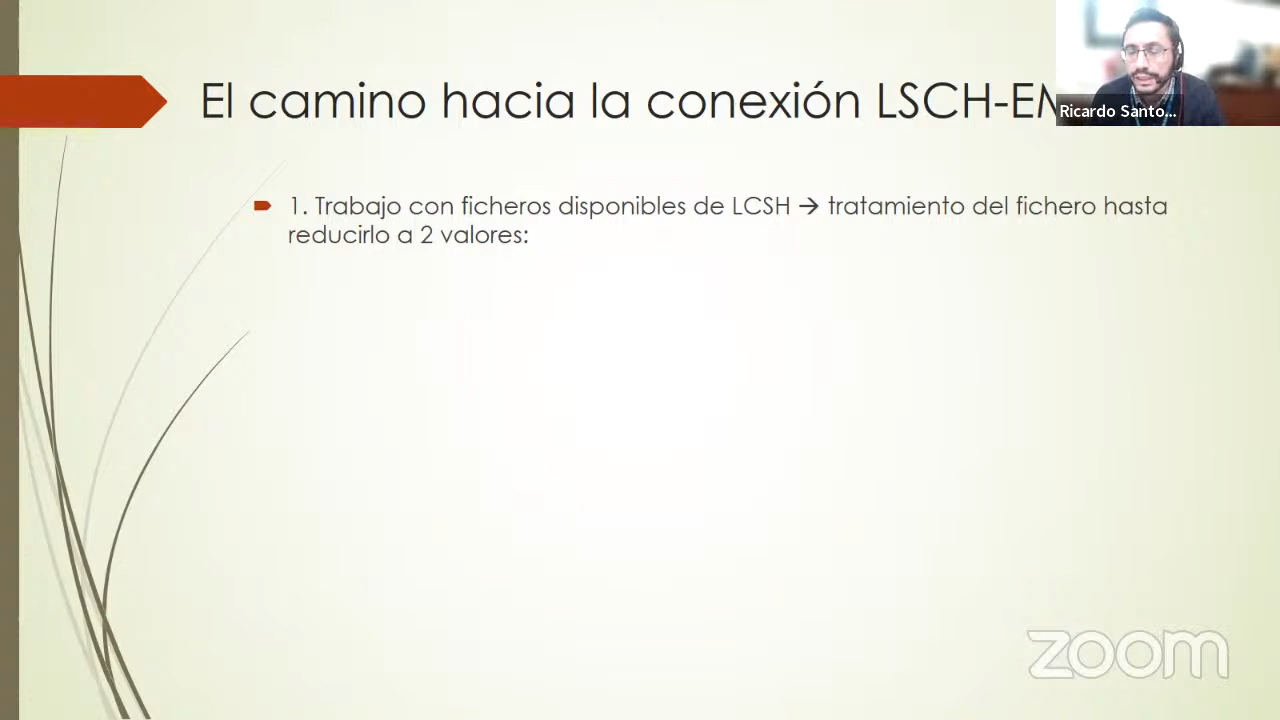 El camino hacia la conexión LSCH-EM
Ricardo Santo...
1. Trabajo con ficheros disponibles de LCSH → tratamiento del fichero hasta
reducirlo a 2 valores:
zoom